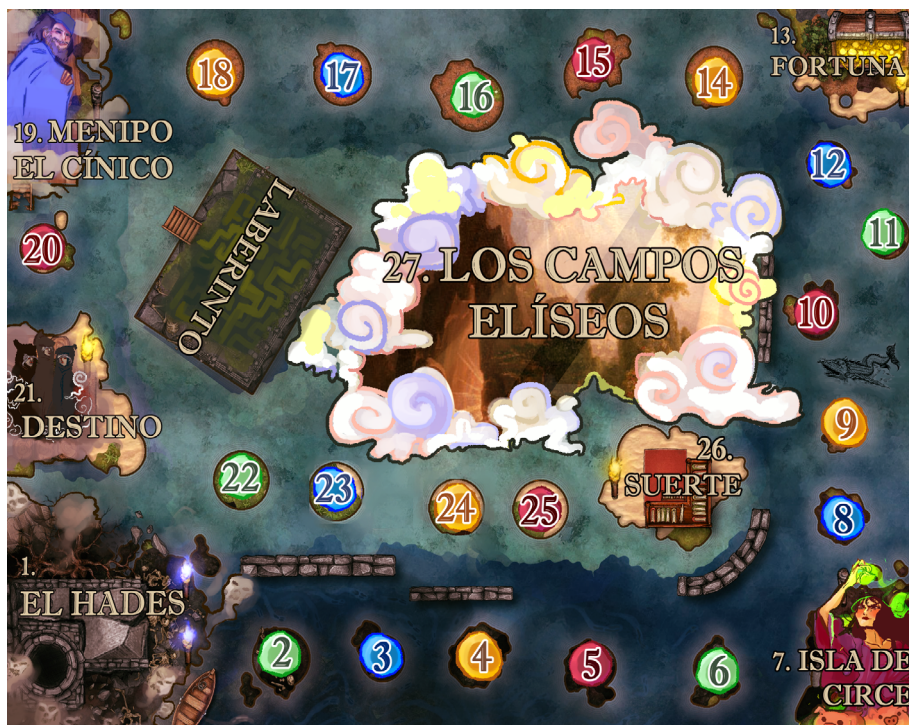 18
17
16
15
14
13.
FORTUNA
19. MENIPO
EL CÍNICO
12
11
20
LABERINTO
27. LOS CAMPOS
ELÍSEOS
10
21.
DESTINO
9
22
23
24
25
26.
SUERTE
8
1.
EL HADES
2
3
4
5
6
7. ISLA DE
CIRCE